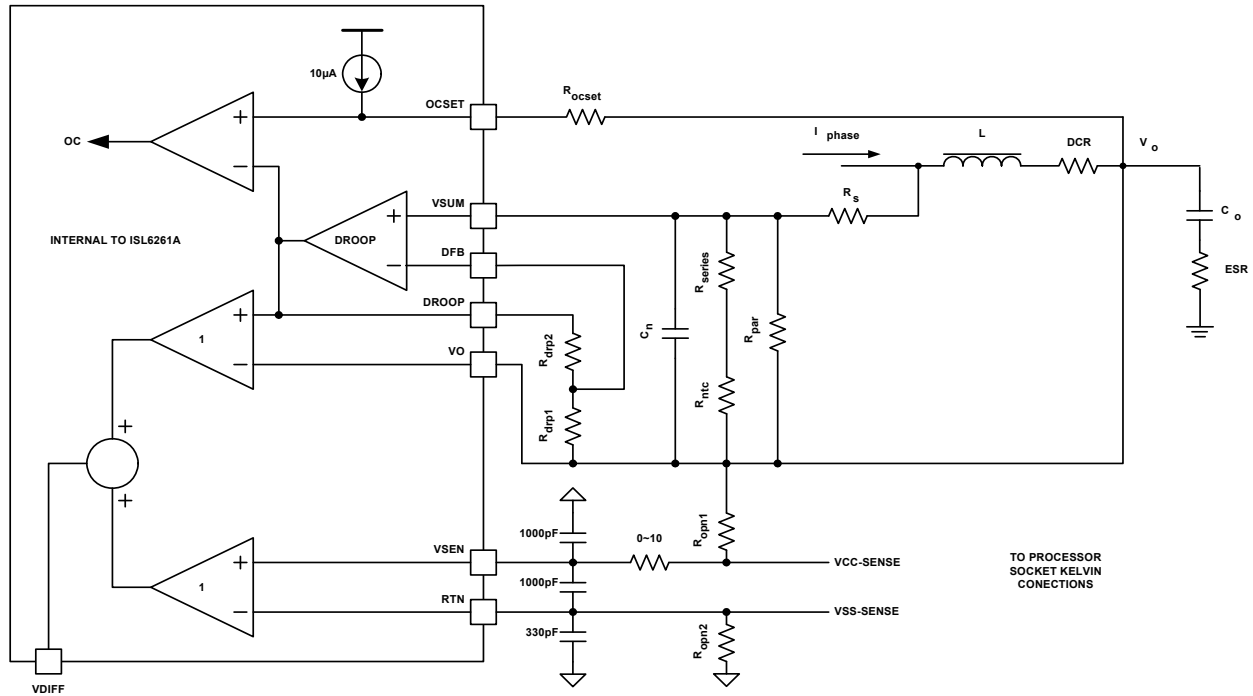 10µA
OCSET
R ocset
OC
+
−
I phase
L
DCR
V o
R s
C o
VSUM
+
INTERNAL TO ISL6261A
DROOP
DFB
−
R series
ESR
DROOP
+
1
C n
R par
VO
−
R drp2
R ntc
R drp1
+
+
1000pF
R opn1
0~10
VSEN
+
VCC-SENSE
TO PROCESSOR
SOCKET KELVIN
CONECTIONS
1
1000pF
RTN
−
VSS-SENSE
330pF
R opn2
VDIFF